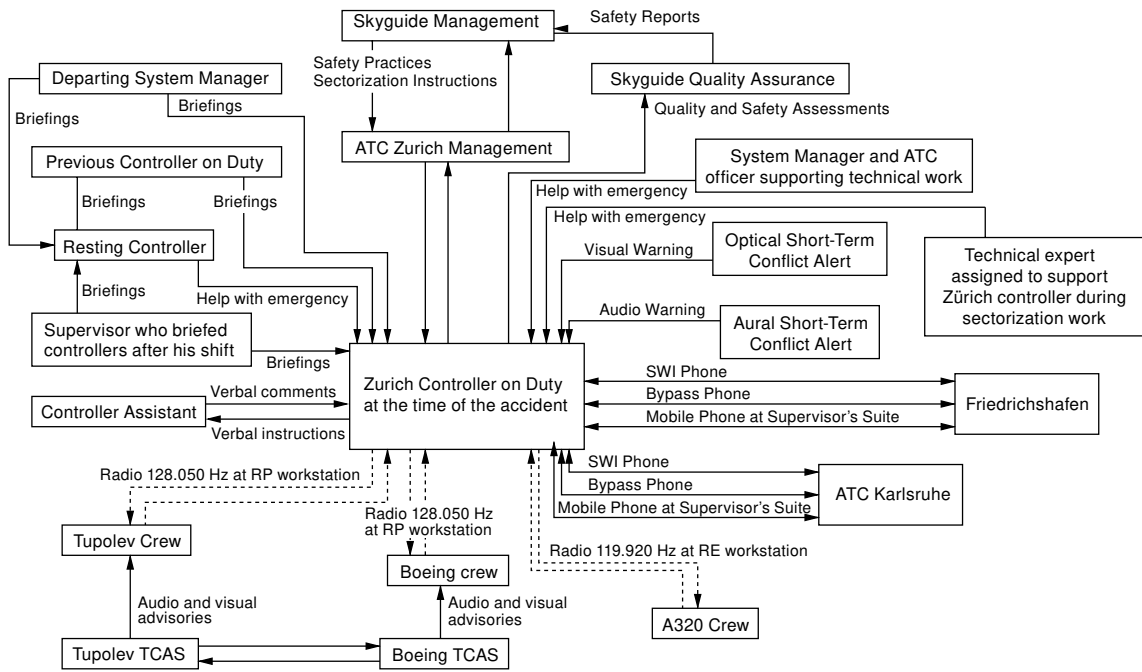 Skyguide Management
Safety Reports
Safety Practices
Sectorization Instructions
Departing System Manager
Skyguide Quality Assurance
Briefings
Briefings
Quality and Safety Assessments
ATC Zurich Management
Previous Controller on Duty
System Manager and ATC
officer supporting technical work
Help with emergency
Briefings
Briefings
Help with emergency
Resting Controller
Visual Warning
Optical Short-Term
Conflict Alert
Technical expert
assigned to support
Zürich controller during
sectorization work
Briefings
Help with emergency
Audio Warning
Aural Short-Term
Conflict Alert
Supervisor who briefed
controllers after his shift
Briefings
Zurich Controller on Duty
at the time of the accident
SWI Phone
Bypass Phone
Mobile Phone at Supervisor's Suite
Friedrichshafen
Verbal comments
Controller Assistant
Verbal instructions
Radio 128.050 Hz at RP workstation
SWI Phone
Bypass Phone
Mobile Phone at Supervisor's Suite
ATC Karlsruhe
Radio 128.050 Hz
at RP workstation
Tupolev Crew
Radio 119.920 Hz at RE workstation
Boeing crew
Audio and visual
advisories
Audio and visual
advisories
A320 Crew
Tupolev TCAS
Boeing TCAS